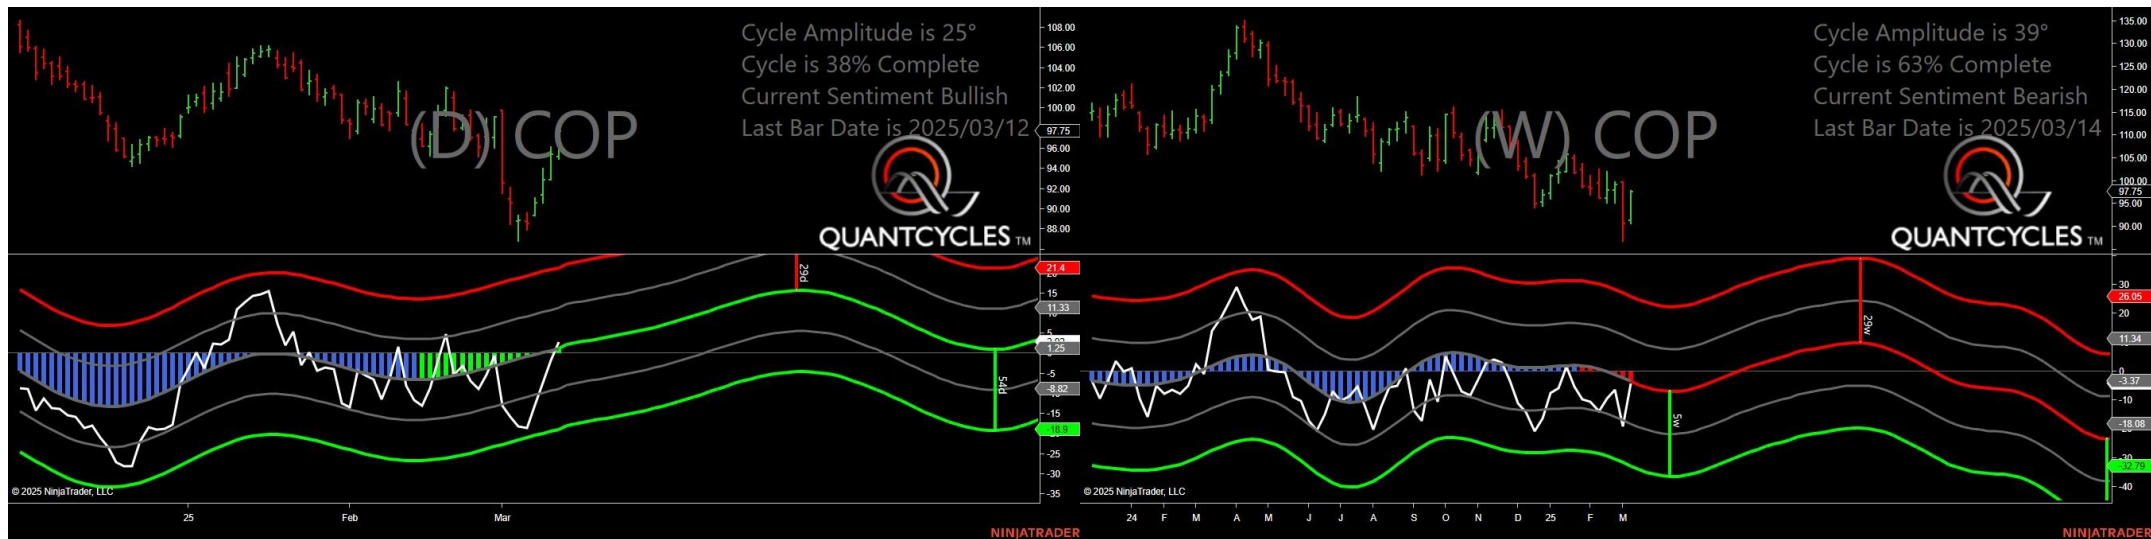 Cycle Amplitude is 25°
Cycle is 38% Complete
Current Sentiment Bullish
Last Bar Date is 2025/03/12
(D) COP
QUANTCYCLES TM
108.00
106.00
104.00
102.00
100.00
97.75
96.00
94.00
92.00
90.00
88.00
29d
54d
21.4
15
11.33
5
1.25
-5
-8.82
-15
-18.9
-25
-30
-35
© 2025 NinjaTrader, LLC
25 Feb Mar
NINJATRADER
Cycle Amplitude is 39°
Cycle is 63% Complete
Current Sentiment Bearish
Last Bar Date is 2025/03/14
(W) COP
QUANTCYCLES TM
135.00
130.00
125.00
120.00
115.00
110.00
105.00
100.00
97.75
95.00
90.00
29w
5w
30
26.05
20
11.34
0
-3.37
-10
-18.08
-30
-32.79
-40
© 2025 NinjaTrader, LLC
24 F M A M J J A S O N D 25 F M
NINJATRADER